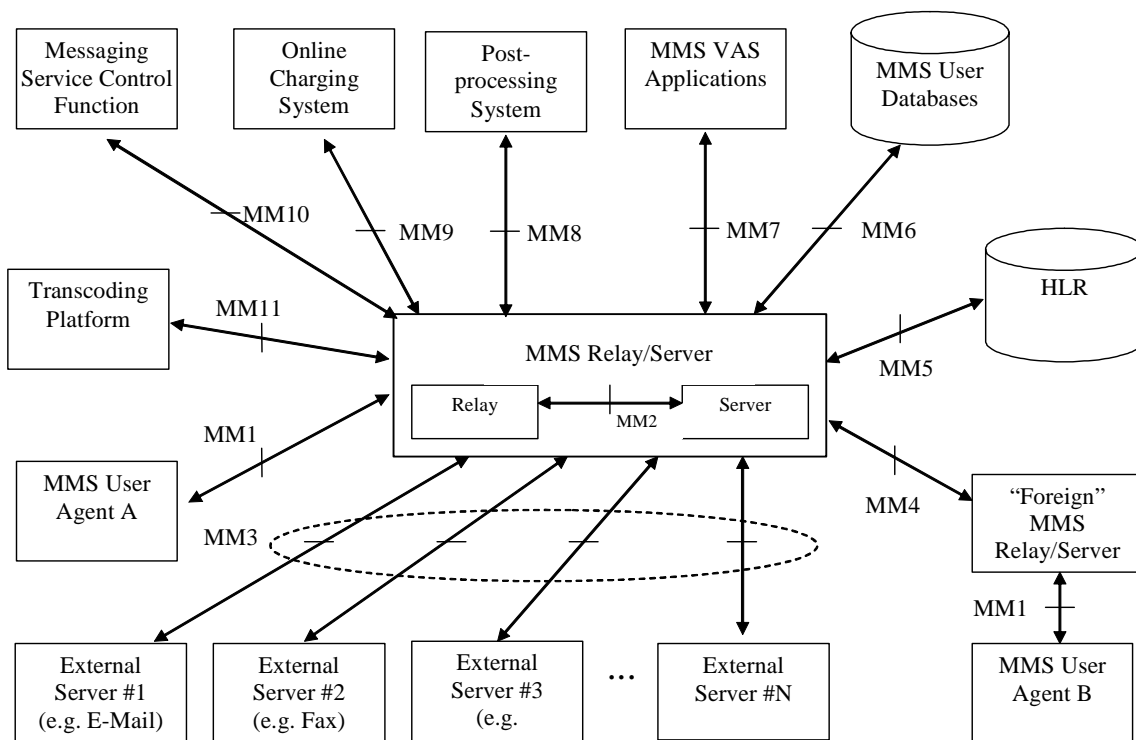 Messaging
Service Control
Function
Online
Charging
System
Post-
processing
System
MMS VAS
Applications
MMS User
Databases
MM10
MM9
MM8
MM7
MM6
Transcoding
Platform
MM11
HLR
MMS Relay/Server
MM5
Relay
MM2
Server
MM1
MMS User
Agent A
MM3
MM4
“Foreign”
MMS
Relay/Server
MM1
External
Server #1
(e.g. E-Mail)
External
Server #2
(e.g. Fax)
External
Server #3
(e.g.
...
External
Server #N
MMS User
Agent B